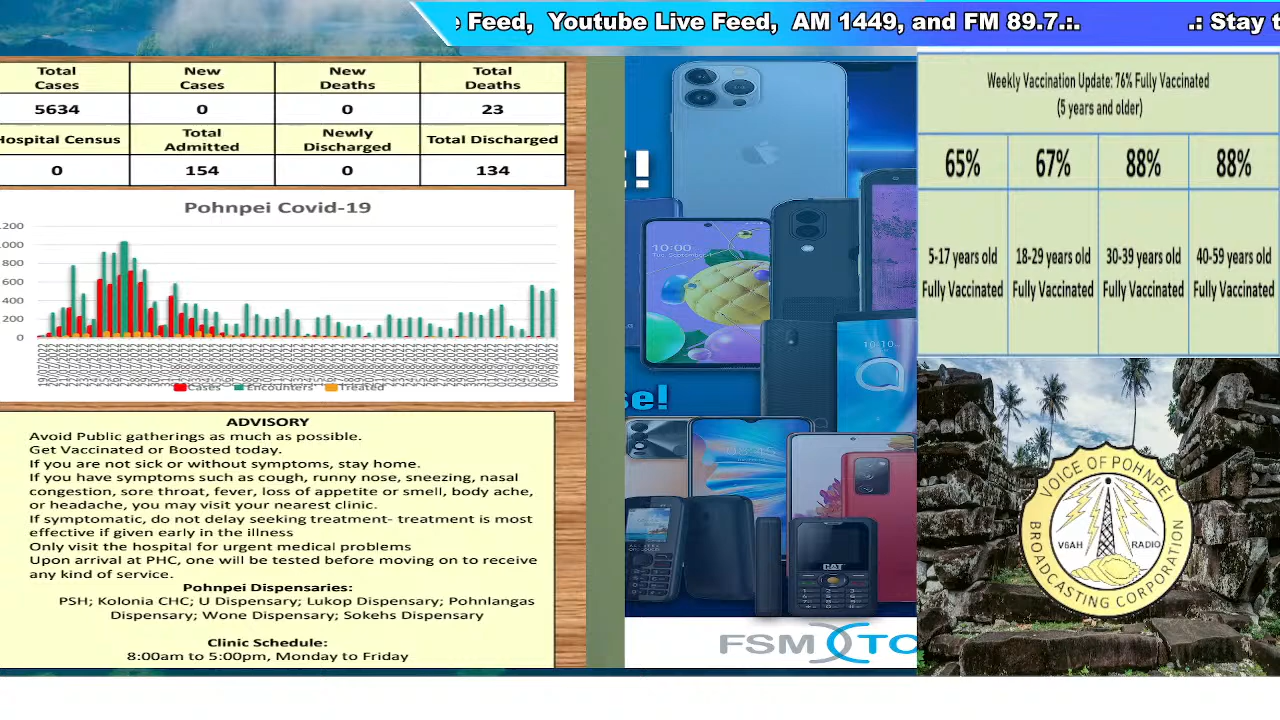 Feed, Youtube Live Feed, AM 1449, and FM 89.7.:. .: Stay
Total Cases
New Cases
New Deaths
Total Deaths
5634
0
0
23
Hospital Census
Total Admitted
Newly Discharged
Total Discharged
0
154
0
134
Pohnpei Covid-19
1200
1000
800
600
400
200
0
Cases
Encounters
Treated
ADVISORY
Avoid Public gatherings as much as possible.
Get Vaccinated or Boosted today.
If you are not sick or without symptoms, stay home.
If you have symptoms such as cough, runny nose, sneezing, nasal
congestion, sore throat, fever, loss of appetite or smell, body ache,
or headache, you may visit your nearest clinic.
If symptomatic, do not delay seeking treatment- treatment is most
effective if given early in the illness
Only visit the hospital for urgent medical problems
Upon arrival at PHC, one will be tested before moving on to receive
any kind of service.
Pohnpei Dispensaries:
PSH; Kolonia CHC; U Dispensary; Lukop Dispensary; Pohnlangas
Dispensary; Wone Dispensary; Sokehs Dispensary
Clinic Schedule:
8:00am to 5:00pm, Monday to Friday
!
10:00
10:10
se!
08:15
CAT
FSM TC
Weekly Vaccination Update: 76% Fully Vaccinated
(5 years and older)
65%
67%
88%
88%
5-17 years old
Fully Vaccinated
18-29 years old
Fully Vaccinated
30-39 years old
Fully Vaccinated
40-59 years old
Fully Vaccinated
VOICE OF POHNPEI
V6AH RADIO
BROADCASTING CORPORATION